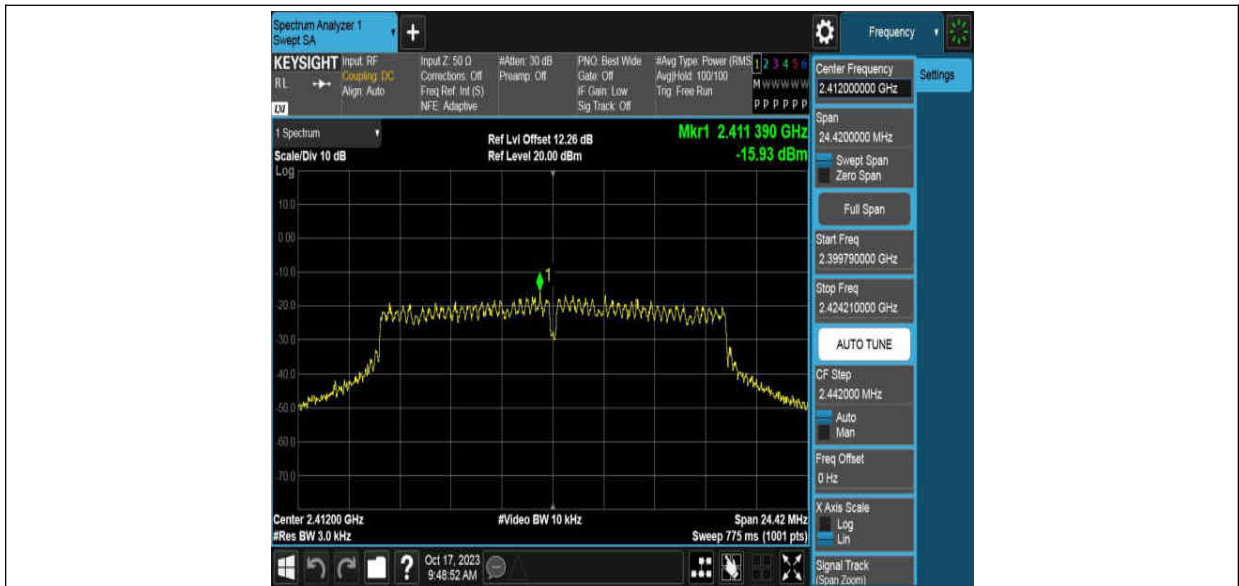 Spectrum Analyzer 1
Swept SA
+
Frequency
KEYSIGHT
RL
LXI
Input: RF
Coupling: DC
Align: Auto
Input Z: 50 Ω
Corrections: Off
Freq Ref: Int (S)
NFE: Adaptive
#Atten: 30 dB
Preamp: Off
PNO: Best Wide
Gate: Off
IF Gain: Low
Sig Track: Off
#Avg Type: Power (RMS
Avg|Hold: 100/100
Trig: Free Run
1 2 3 4 5 6
M W W W W W
P P P P P P
1 Spectrum
Scale/Div 10 dB
Log
Ref Lvl Offset 12.26 dB
Ref Level 20.00 dBm
Mkr1 2.411 390 GHz
-15.93 dBm
10.0
0.00
-10.0
-20.0
-30.0
-40.0
-50.0
-60.0
-70.0
1
Center 2.41200 GHz
#Res BW 3.0 kHz
#Video BW 10 kHz
Span 24.42 MHz
Sweep 775 ms (1001 pts)
?
Oct 17, 2023
9:48:52 AM
Center Frequency
2.412000000 GHz
Settings
Span
24.4200000 MHz
Swept Span
Zero Span
Full Span
Start Freq
2.399790000 GHz
Stop Freq
2.424210000 GHz
AUTO TUNE
CF Step
2.442000 MHz
Auto
Man
Freq Offset
0 Hz
X Axis Scale
Log
Lin
Signal Track
(Span Zoom)